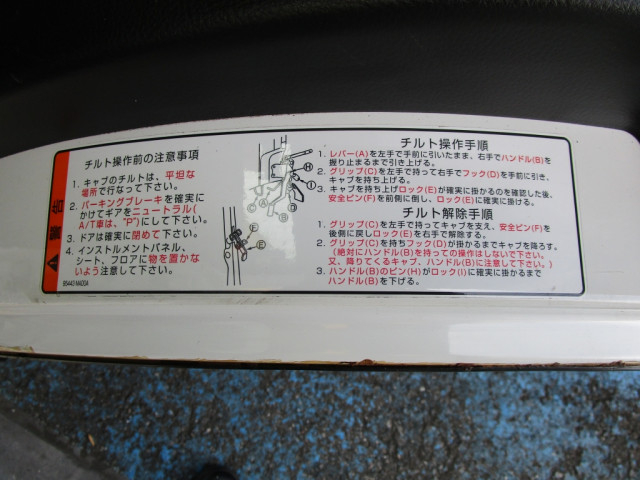 警告
チルト操作前の注意事項
1. キャブのチルトは、平坦な
場所で行なって下さい。
2. パーキングブレーキを確実に
かけてギアをニュートラル(
A/T車は、"P")にして下さい。
3. ドアは確実に閉めて下さい。
4. インストルメントパネル、
シート、フロアに物を置かな
いよう注意して下さい。
チルト操作手順
1. レバー(A)を左手で手前に引いたまま、右手でハンドル(B)を
握り止まるまで引き上げる。
2. グリップ(C)を左手で持って右手でフック(D)を手前に引き、
キャブを持ち上げる。
3. キャブを持ち上げロック(E)が確実に掛かるのを確認した後、
安全ピン(F)を前側に倒し、ロック(E)に確実に掛ける。
チルト解除手順
1. グリップ(C)を左手で持ってキャブを支え、安全ピン(F)を
後側に戻しロック(E)を右手で解除する。
2. グリップ(C)を持ちフック(D)が掛かるまでキャブを降ろす。
(絶対にハンドル(B)を持っての操作はしないで下さい。
又、降りてくるキャブ、ハンドル(B)に注意して下さい。)
3. ハンドル(B)のピン(H)がロック(I)に確実に掛かるまで
ハンドル(B)を下げる。